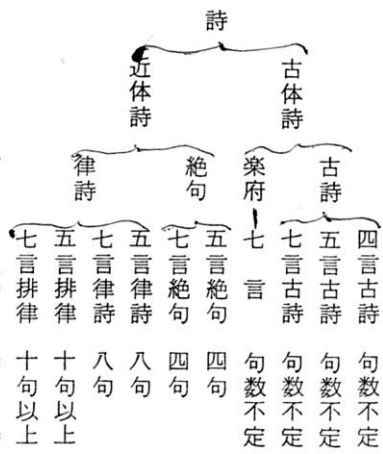 詩
古体詩
近体詩
古詩
楽府
絶句
律詩
四言古詩 句数不定
五言古詩 句数不定
七言古詩 句数不定
七言 句数不定
五言絶句 四句
七言絶句 四句
五言律詩 八句
七言律詩 八句
五言排律 十句以上
七言排律 十句以上